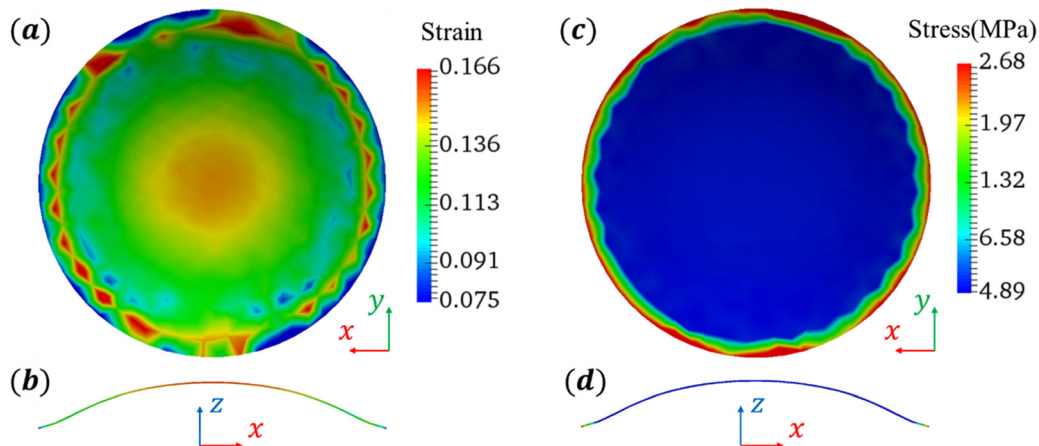 (a)
Strain
0.166
0.136
0.113
0.091
0.075
y
x
(c)
Stress(MPa)
2.68
1.97
1.32
6.58
4.89
y
x
(b)
z
x
(d)
z
x